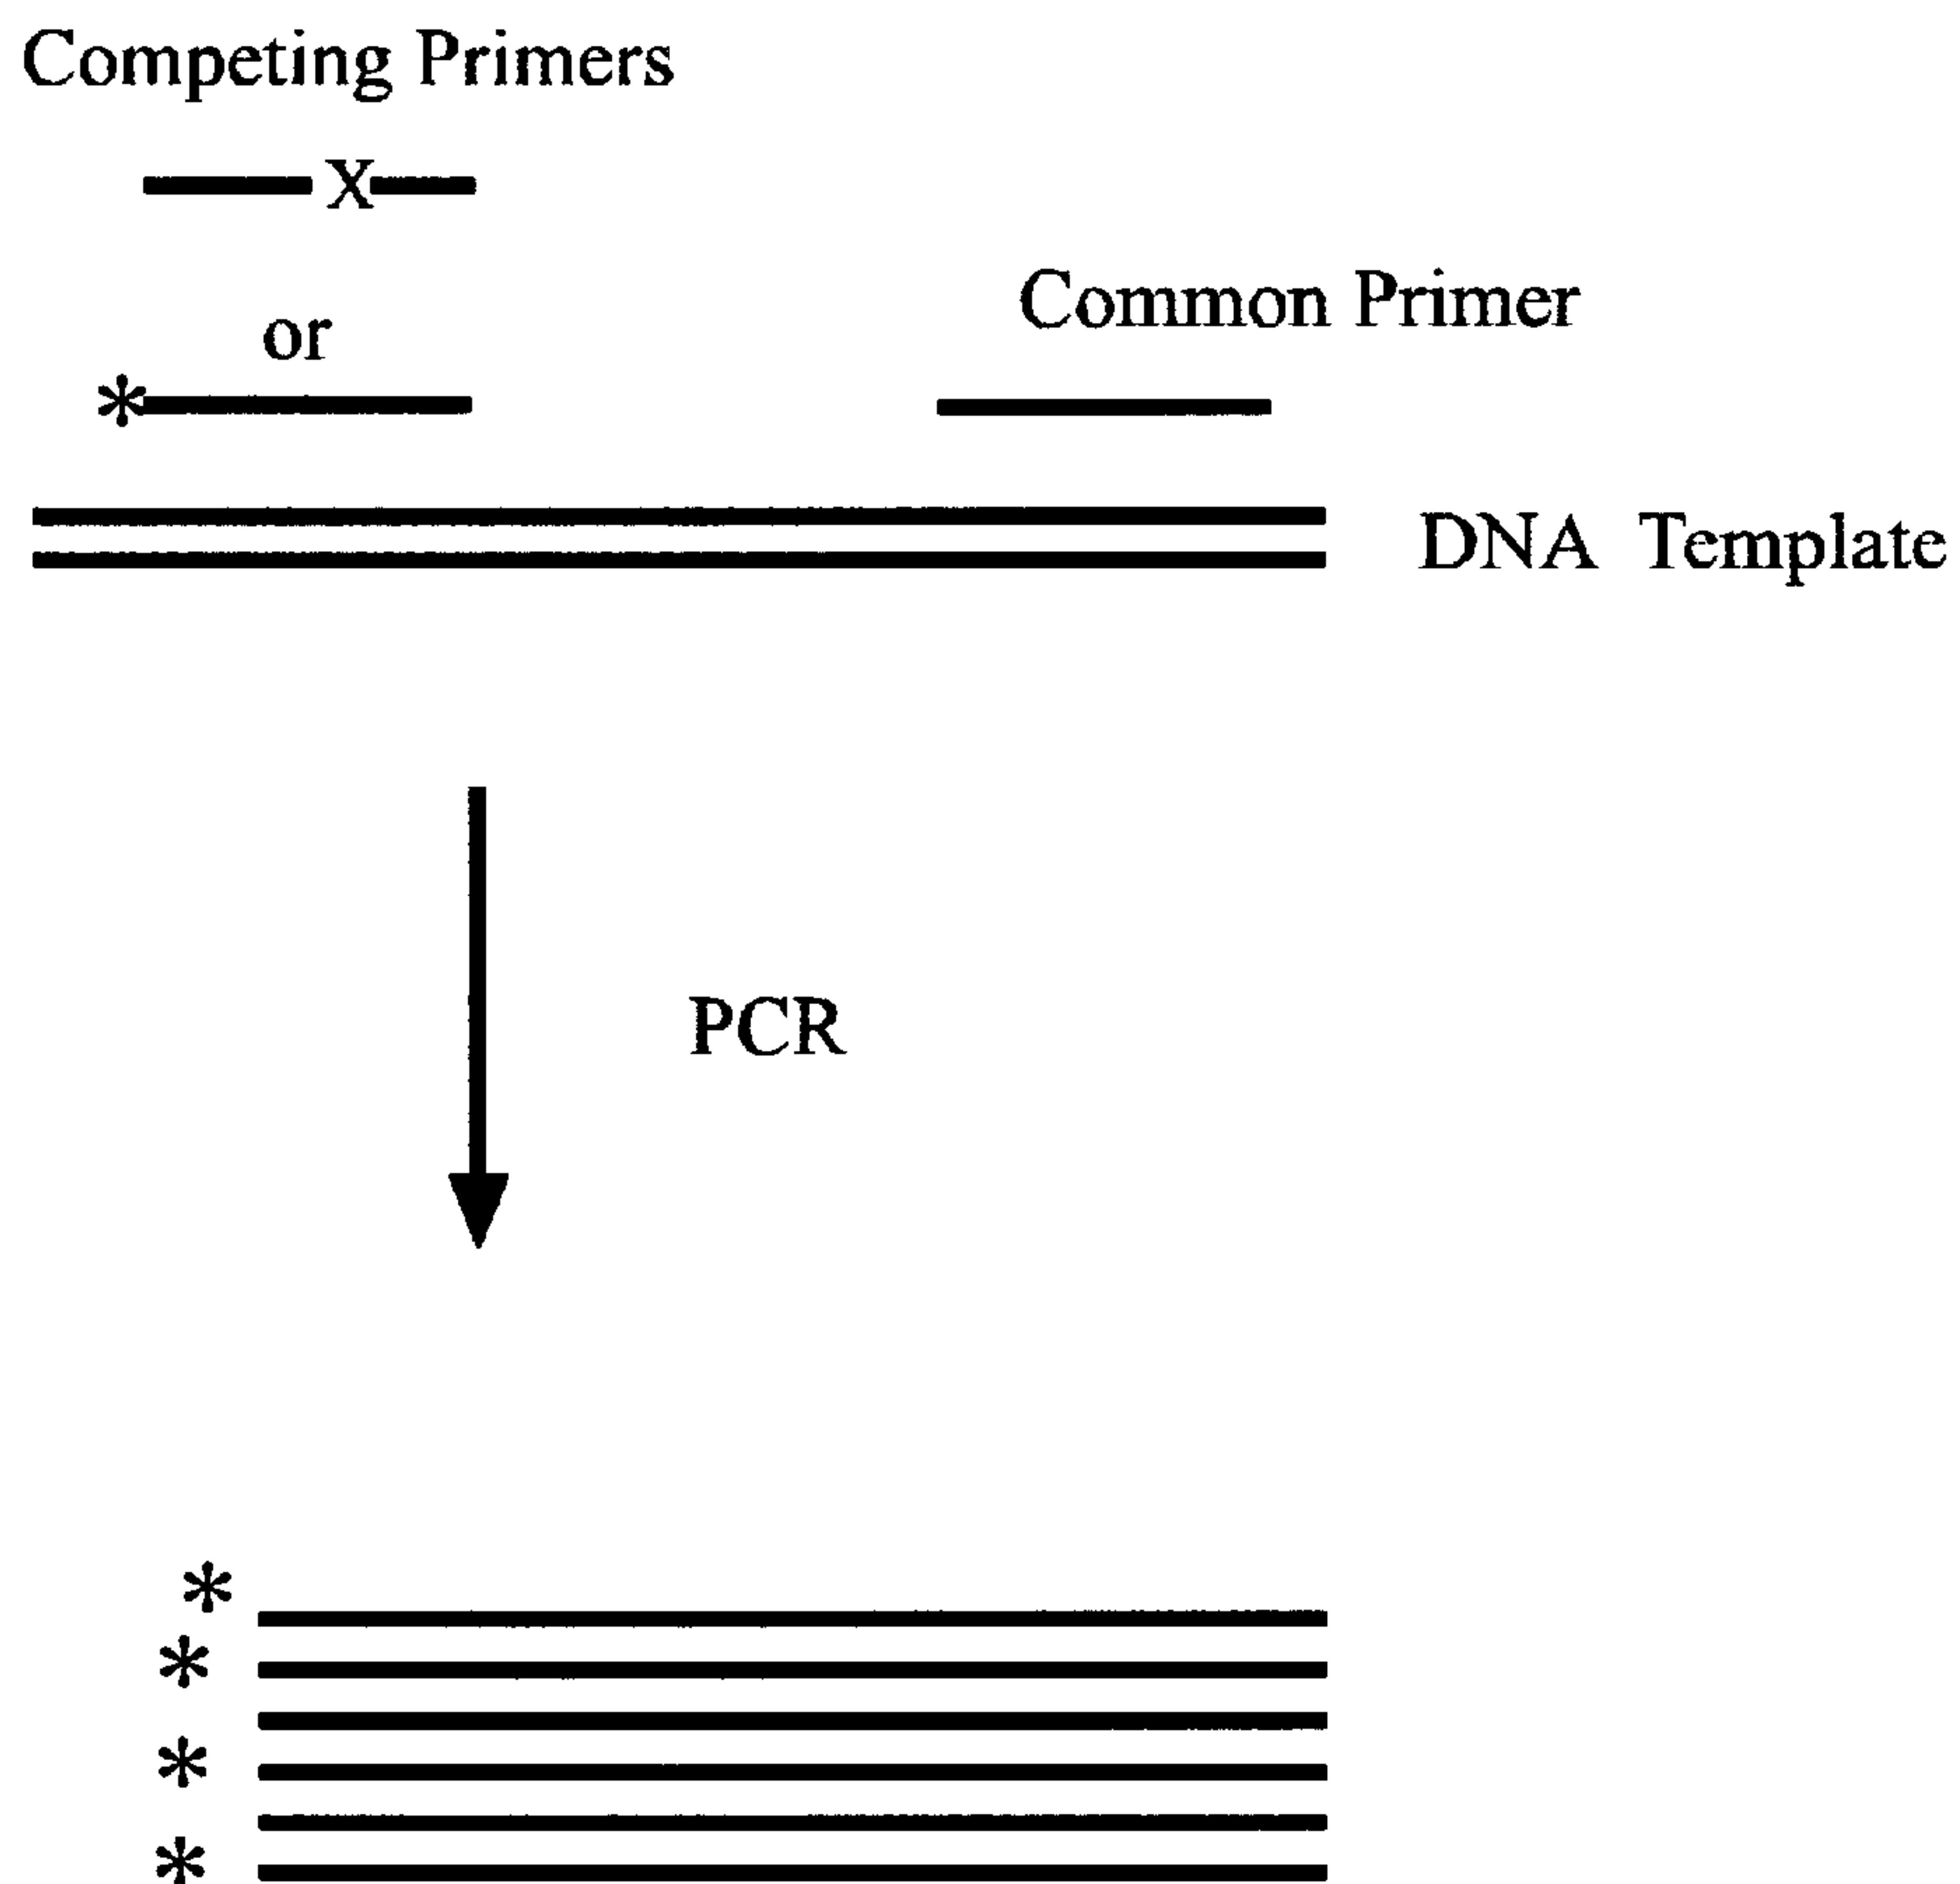 Competing Primers
X
or
Common Primer
*
DNA Template
PCR
*
*
*
*